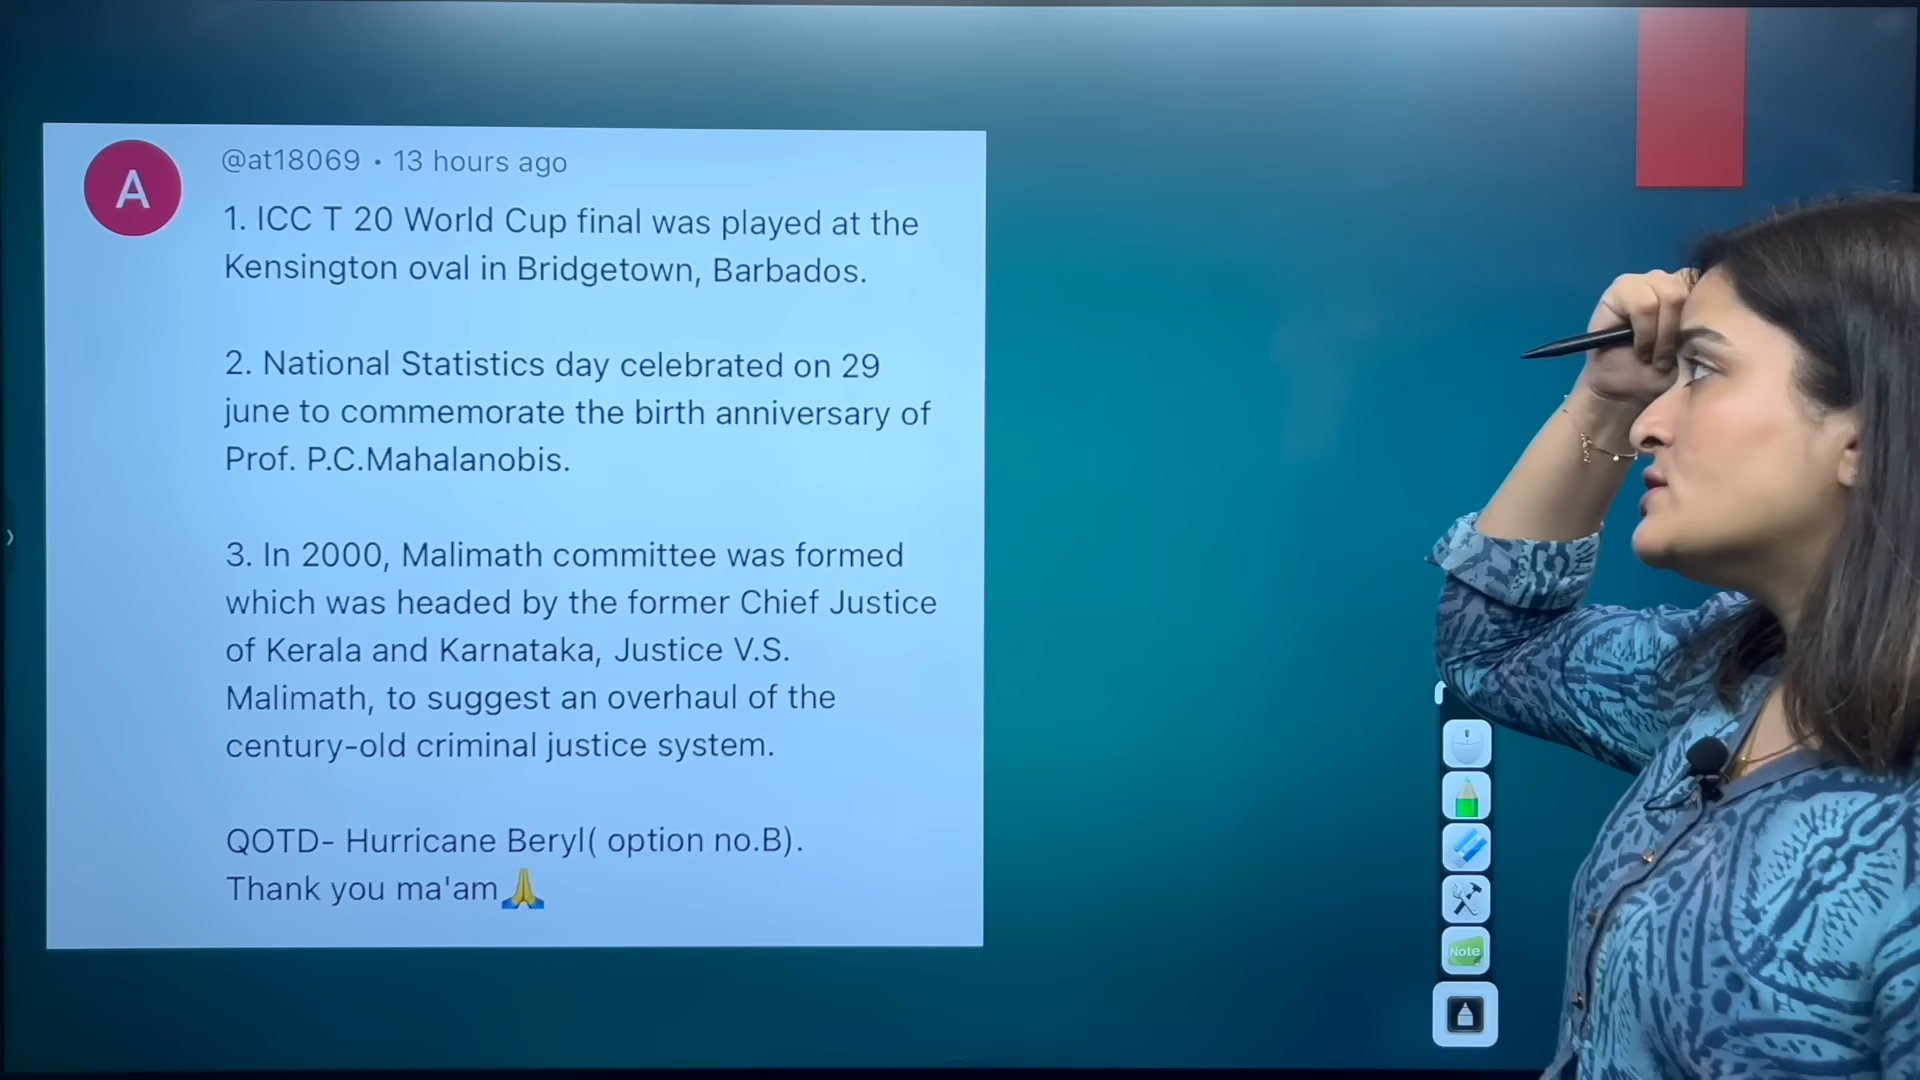 A
@at18069 • 13 hours ago
1. ICC T 20 World Cup final was played at the
Kensington oval in Bridgetown, Barbados.
2. National Statistics day celebrated on 29
june to commemorate the birth anniversary of
Prof. P.C.Mahalanobis.
3. In 2000, Malimath committee was formed
which was headed by the former Chief Justice
of Kerala and Karnataka, Justice V.S.
Malimath, to suggest an overhaul of the
century-old criminal justice system.
QOTD- Hurricane Beryl( option no.B).
Thank you ma'am🙏
Note